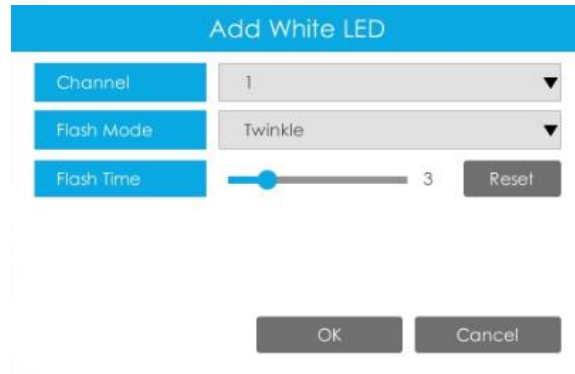 Add White LED
Channel 1
Flash Mode Twinkle
Flash Time 3 Reset
OK Cancel